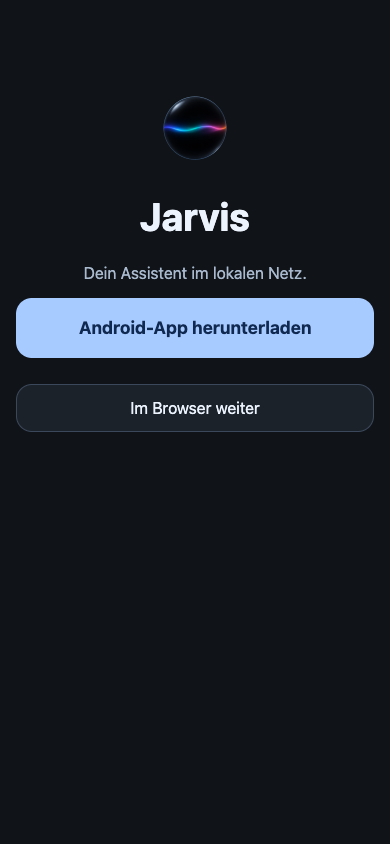 Jarvis
Dein Assistent im lokalen Netz.
Android-App herunterladen
Im Browser weiter